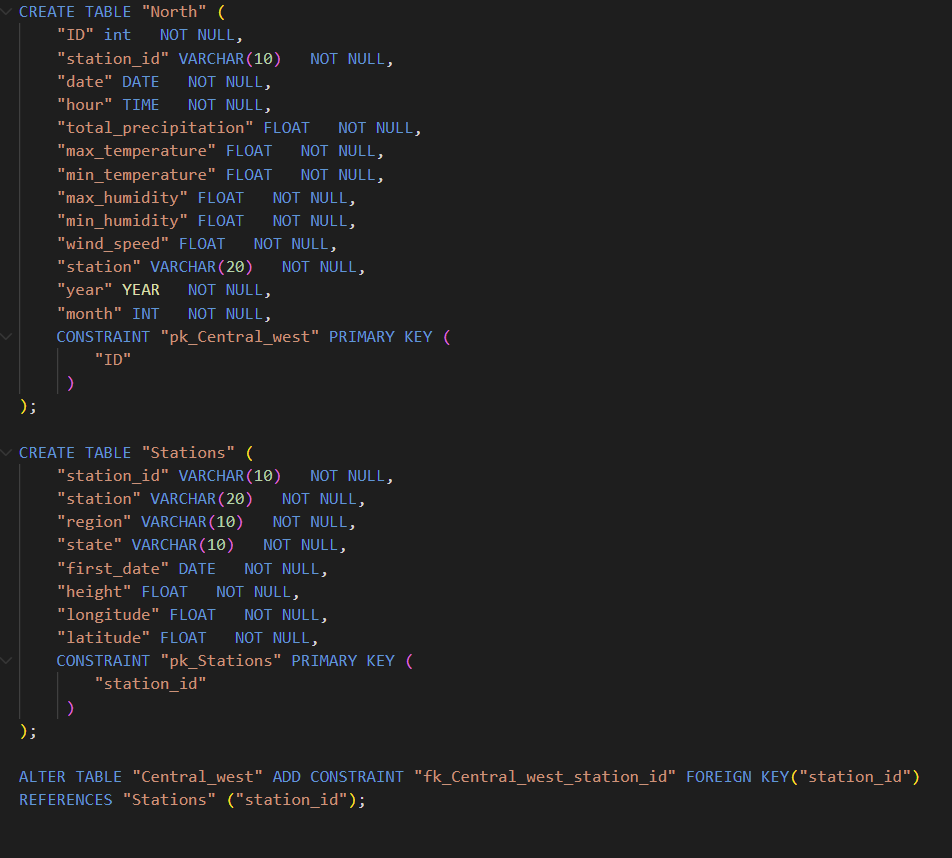 CREATE TABLE "North" (
"ID" int NOT NULL,
"station_id" VARCHAR(10) NOT NULL,
"date" DATE NOT NULL,
"hour" TIME NOT NULL,
"total_precipitation" FLOAT NOT NULL,
"max_temperature" FLOAT NOT NULL,
"min_temperature" FLOAT NOT NULL,
"max_humidity" FLOAT NOT NULL,
"min_humidity" FLOAT NOT NULL,
"wind_speed" FLOAT NOT NULL,
"station" VARCHAR(20) NOT NULL,
"year" YEAR NOT NULL,
"month" INT NOT NULL,
CONSTRAINT "pk_Central_west" PRIMARY KEY (
"ID"
)
);
CREATE TABLE "Stations" (
"station_id" VARCHAR(10) NOT NULL,
"station" VARCHAR(20) NOT NULL,
"region" VARCHAR(10) NOT NULL,
"state" VARCHAR(10) NOT NULL,
"first_date" DATE NOT NULL,
"height" FLOAT NOT NULL,
"longitude" FLOAT NOT NULL,
"latitude" FLOAT NOT NULL,
CONSTRAINT "pk_Stations" PRIMARY KEY (
"station_id"
)
);
ALTER TABLE "Central_west" ADD CONSTRAINT "fk_Central_west_station_id" FOREIGN KEY("station_id")
REFERENCES "Stations" ("station_id");